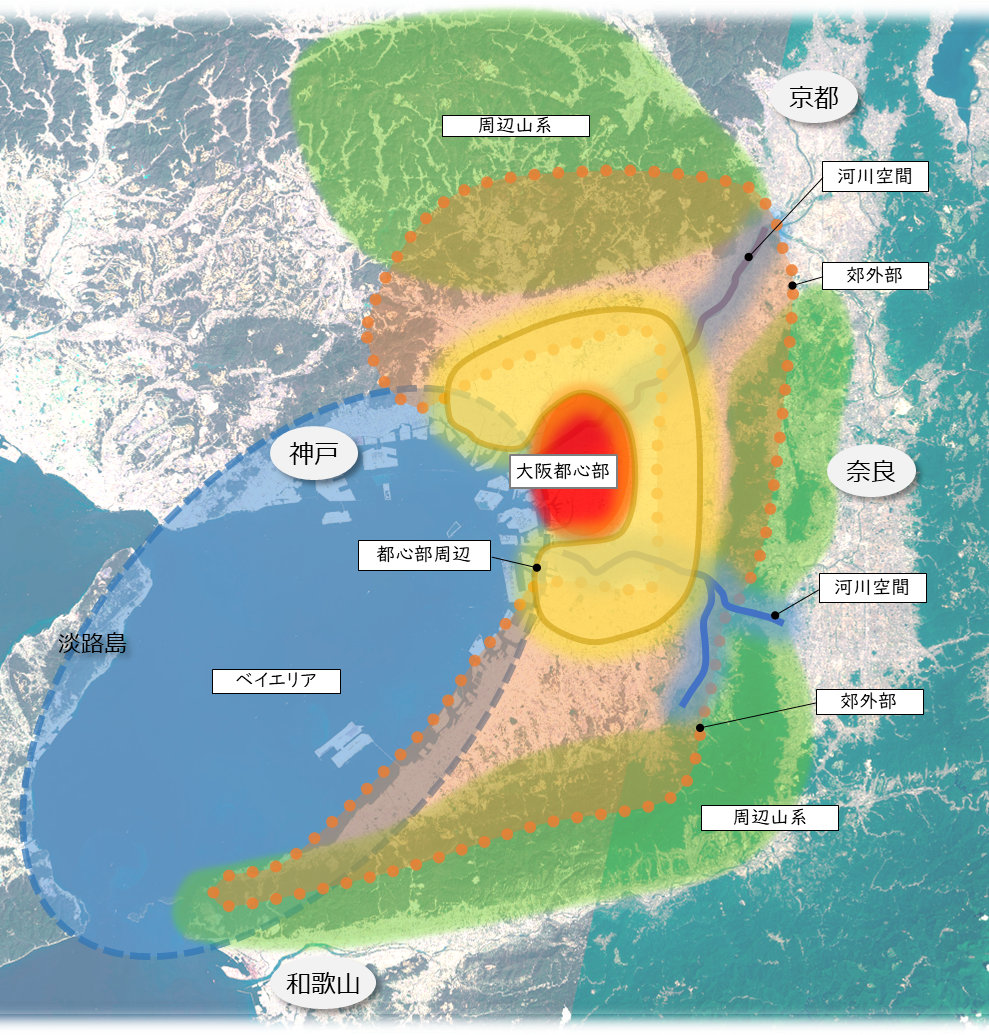 京都
周辺山系
河川空間
郊外部
神戸
大阪都心部
奈良
都心部周辺
河川空間
淡路島
ベイエリア
郊外部
周辺山系
和歌山